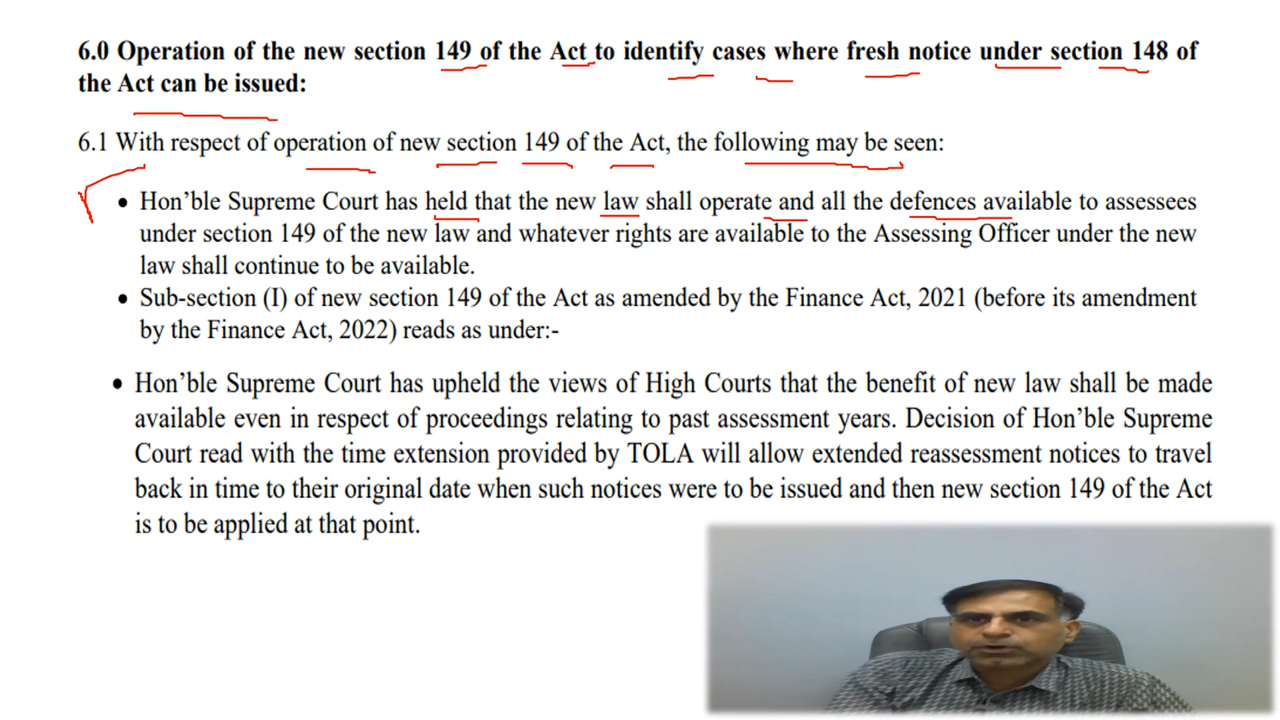 6.0 Operation of the new section 149 of the Act to identify cases where fresh notice under section 148 of
the Act can be issued:
6.1 With respect of operation of new section 149 of the Act, the following may be seen:
• Hon'ble Supreme Court has held that the new law shall operate and all the defences available to assessees
under section 149 of the new law and whatever rights are available to the Assessing Officer under the new
law shall continue to be available.
• Sub-section (I) of new section 149 of the Act as amended by the Finance Act, 2021 (before its amendment
by the Finance Act, 2022) reads as under:-
• Hon'ble Supreme Court has upheld the views of High Courts that the benefit of new law shall be made
available even in respect of proceedings relating to past assessment years. Decision of Hon'ble Supreme
Court read with the time extension provided by TOLA will allow extended reassessment notices to travel
back in time to their original date when such notices were to be issued and then new section 149 of the Act
is to be applied at that point.